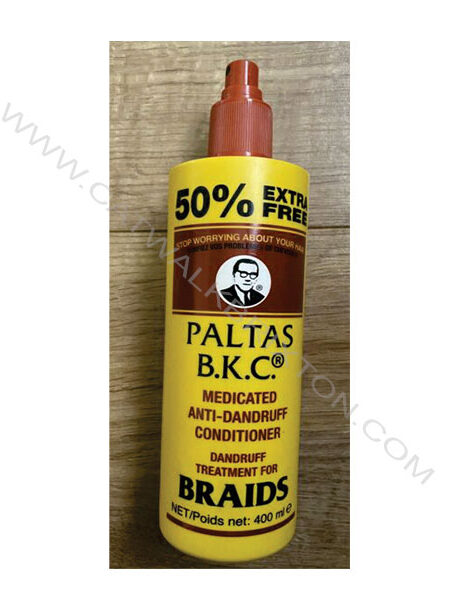 50% EXTRA
FREE
STOP WORRYING ABOUT YOUR HAIR
®
PALTAS
B.K.C.®
MEDICATED
ANTI-DANDRUFF
CONDITIONER
DANDRUFF
TREATMENT FOR
BRAIDS
NET/Poids net: 400 ml e